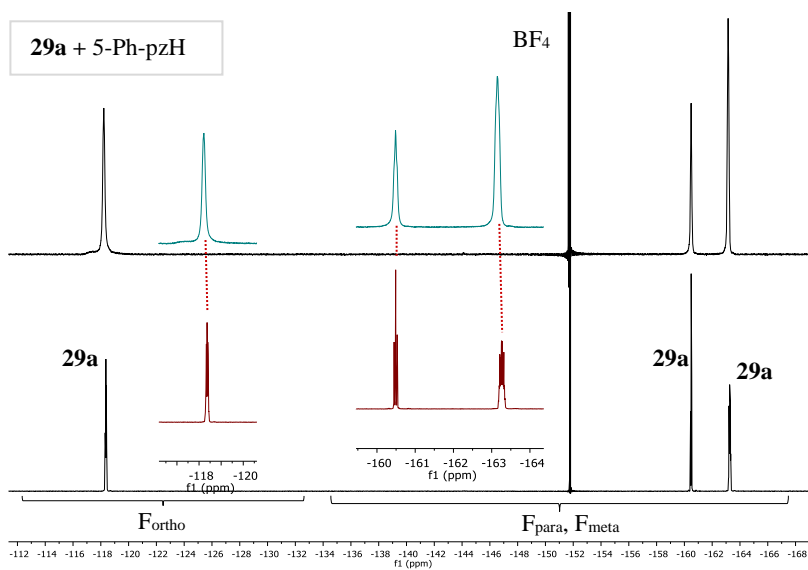 29a + 5-Ph-pzH
BF4
29a
29a
29a
-118 -120
f1 (ppm)
-160 -161 -162 -163 -164
f1 (ppm)
Fortho
Fpara, Fmeta
-112 -114 -116 -118 -120 -122 -124 -126 -128 -130 -132 -134 -136 -138 -140 -142 -144 -146 -148 -150 -152 -154 -156 -158 -160 -162 -164 -166 -168
f1 (ppm)